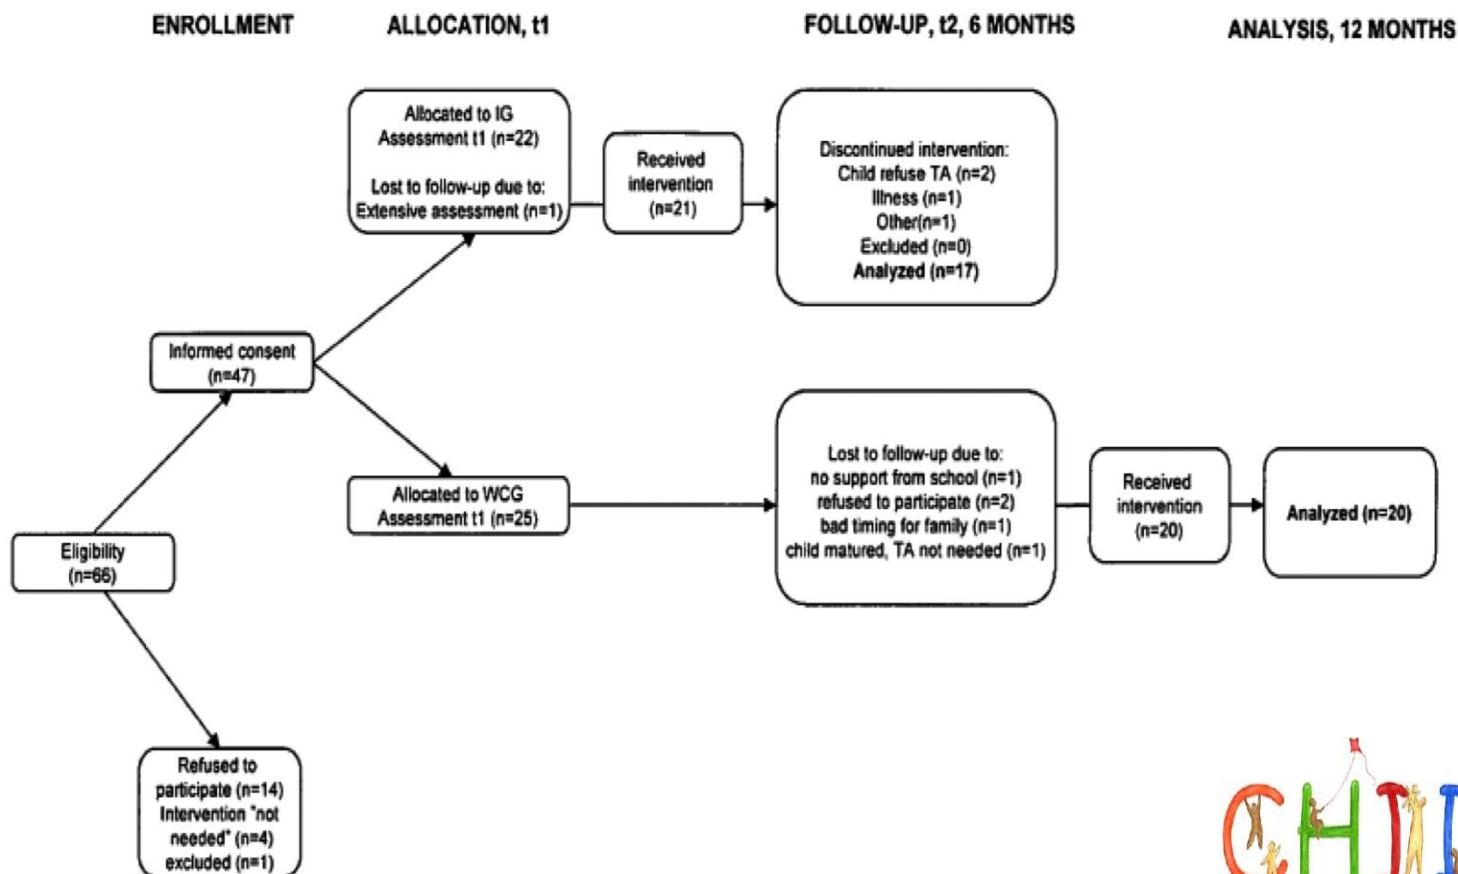 ENROLLMENT
ALLOCATION, t1
FOLLOW-UP, t2, 6 MONTHS
ANALYSIS, 12 MONTHS
Allocated to IG
Assessment t1 (n=22)
Lost to follow-up due to:
Extensive assessment (n=1)
Received
intervention
(n=21)
Discontinued intervention:
Child refuse TA (n=2)
Illness (n=1)
Other(n=1)
Excluded (n=0)
Analyzed (n=17)
Informed consent
(n=47)
Allocated to WCG
Assessment t1 (n=25)
Lost to follow-up due to:
no support from school (n=1)
refused to participate (n=2)
bad timing for family (n=1)
child matured, TA not needed (n=1)
Received
intervention
(n=20)
Analyzed (n=20)
Eligibility
(n=66)
Refused to
participate (n=14)
Intervention "not
needed" (n=4)
excluded (n=1)